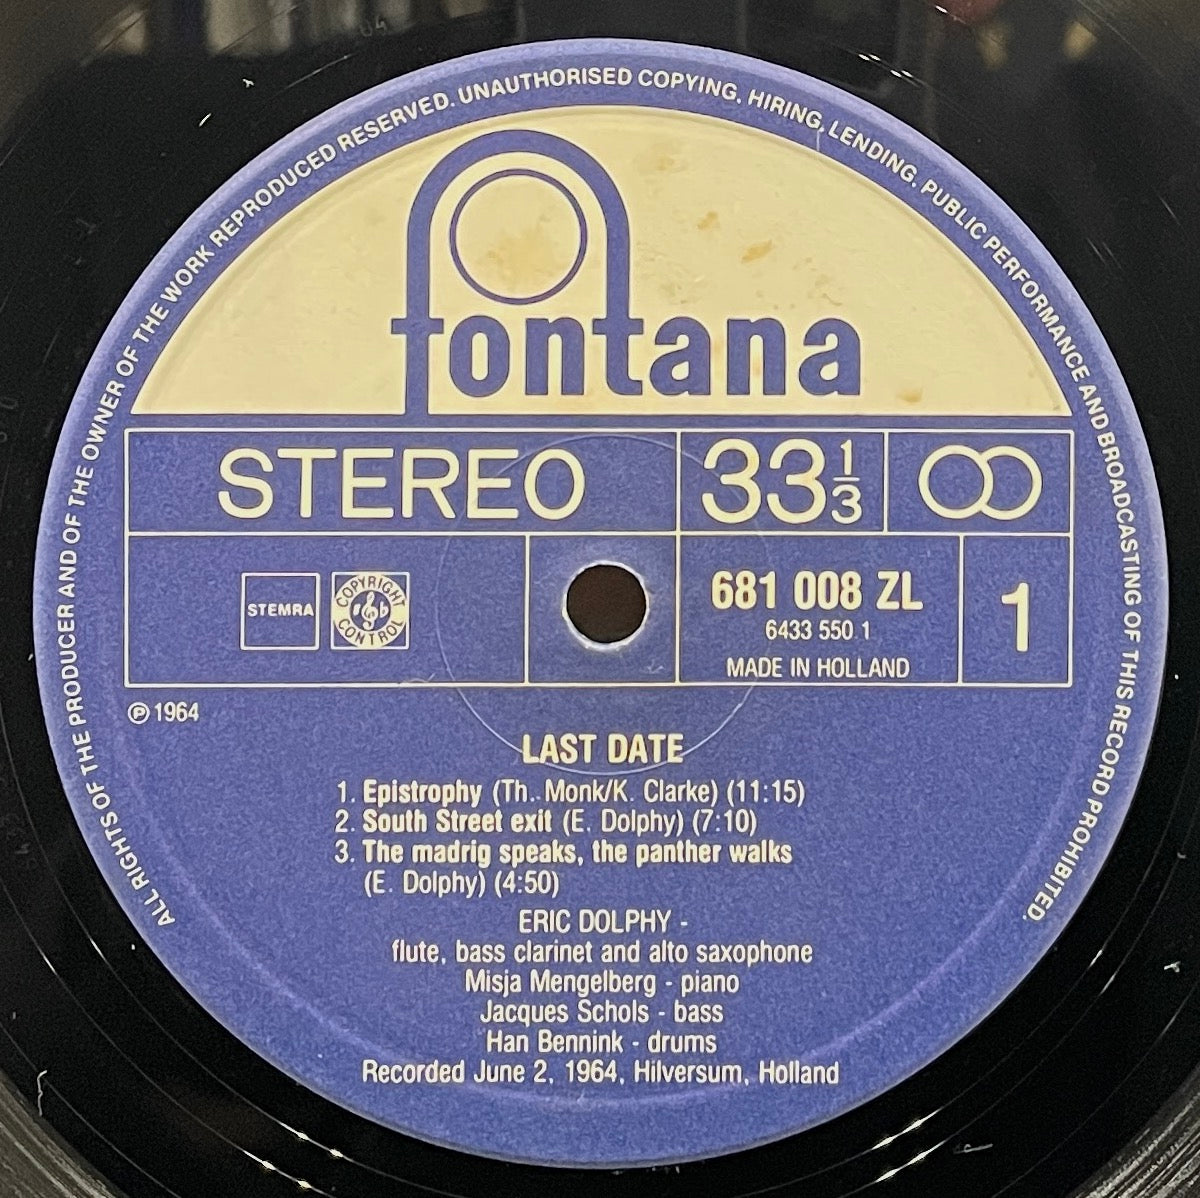 ALL RIGHTS OF THE PRODUCER AND OF THE OWNER OF THE WORK REPRODUCED RESERVED. UNAUTHORISED COPYING, HIRING, LENDING, PUBLIC PERFORMANCE AND BROADCASTING OF THIS RECORD PROHIBITED.
fontana
STEREO 33 1/3
STEMRA
COPYRIGHT CONTROL
681 008 ZL
6433 550 1
MADE IN HOLLAND
1
℗ 1964
LAST DATE
1. Epistrophy (Th. Monk/K. Clarke) (11:15)
2. South Street exit (E. Dolphy) (7:10)
3. The madrig speaks, the panther walks
(E. Dolphy) (4:50)
ERIC DOLPHY -
flute, bass clarinet and alto saxophone
Misja Mengelberg - piano
Jacques Schols - bass
Han Bennink - drums
Recorded June 2, 1964, Hilversum, Holland